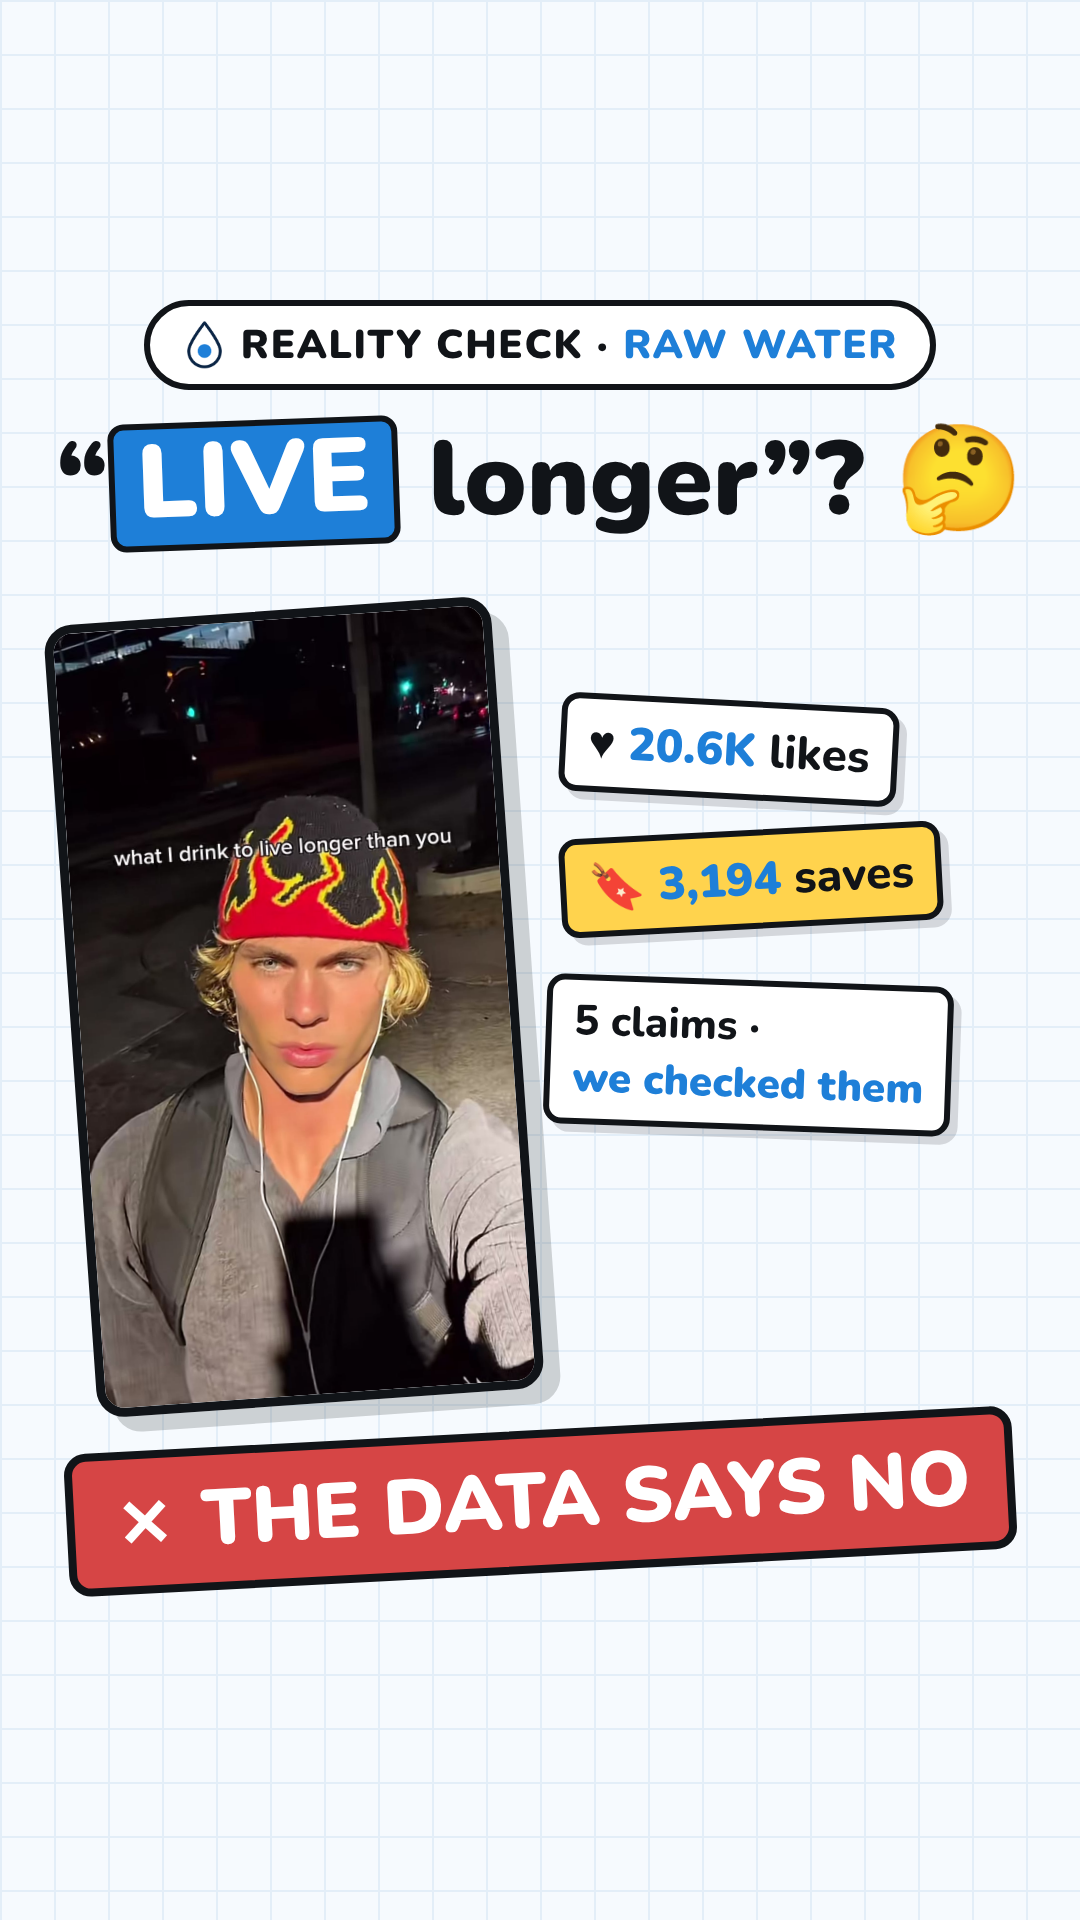 REALITY CHECK · RAW WATER
“LIVE longer”? 🤔
what I drink to live longer than you
♥ 20.6K likes
🔖 3,194 saves
5 claims ·
we checked them
× THE DATA SAYS NO